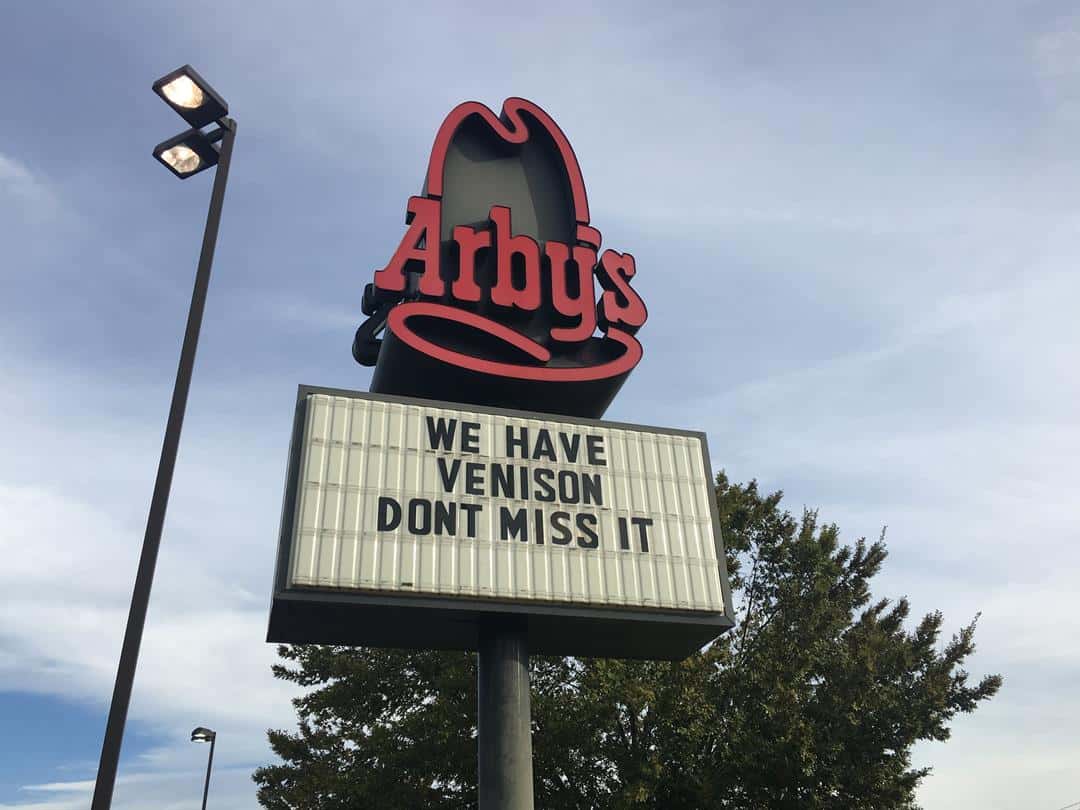 Arby's
WE HAVE
VENISON
DONT MISS IT